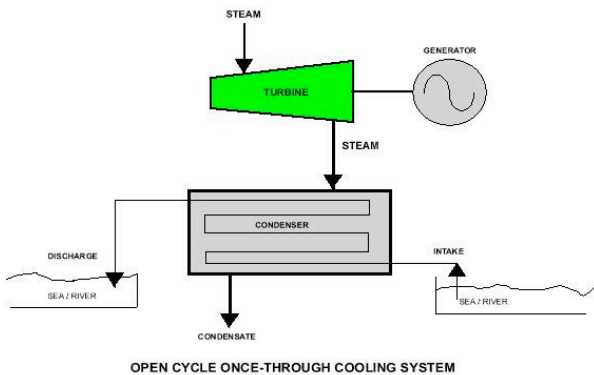 STEAM
GENERATOR
TURBINE
STEAM
CONDENSER
DISCHARGE
INTAKE
SEA / RIVER
SEA / RIVER
CONDENSATE
OPEN CYCLE ONCE-THROUGH COOLING SYSTEM